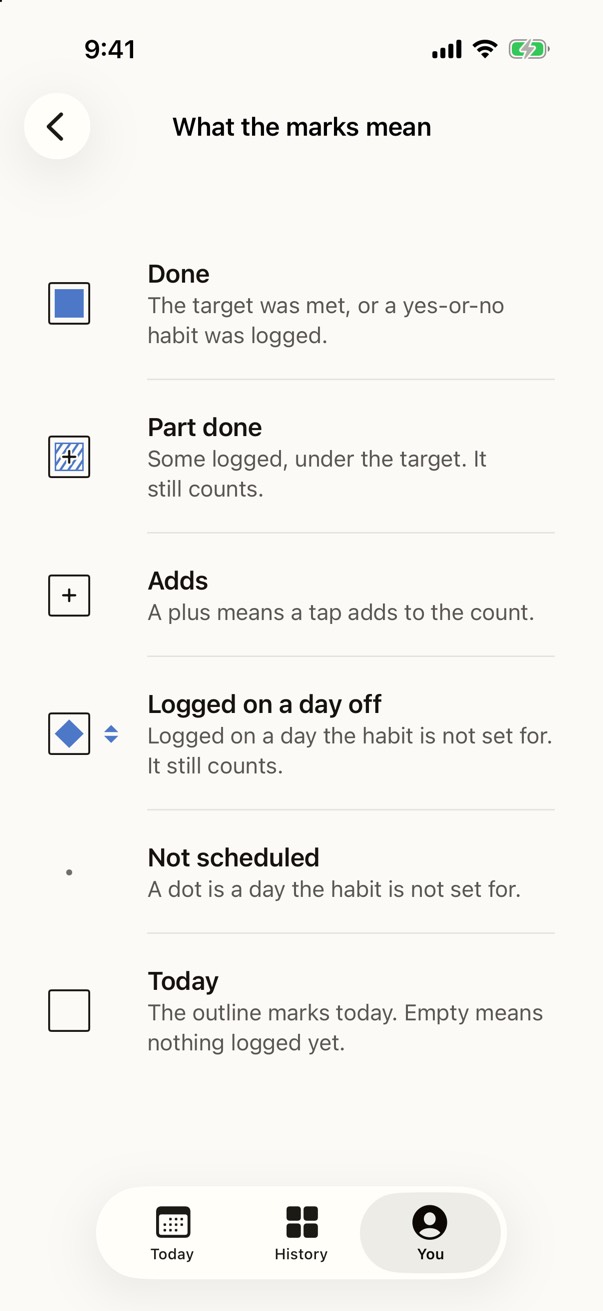 9:41
What the marks mean
Done
The target was met, or a yes-or-no
habit was logged.
Part done
Some logged, under the target. It
still counts.
Adds
A plus means a tap adds to the count.
Logged on a day off
Logged on a day the habit is not set for.
It still counts.
Not scheduled
A dot is a day the habit is not set for.
Today
The outline marks today. Empty means
nothing logged yet.
Today
History
You